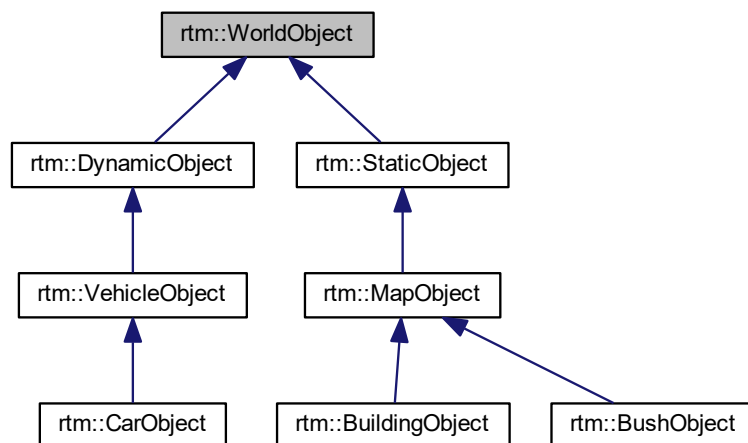 rtm::WorldObject
rtm::DynamicObject
rtm::StaticObject
rtm::VehicleObject
rtm::MapObject
rtm::CarObject
rtm::BuildingObject
rtm::BushObject